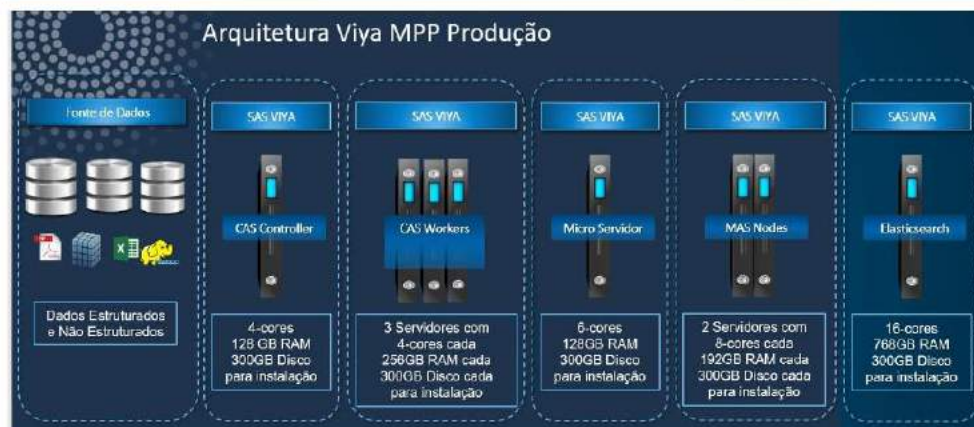 Arquitetura Viya MPP Produção
Fonte de Dados
Dados Estruturados
e Não Estruturados
SAS VIYA
CAS Controller
4-cores
128 GB RAM
300GB Disco
para instalação
SAS VIYA
CAS Workers
3 Servidores com
4-cores cada
256GB RAM cada
300GB Disco cada
para instalação
SAS VIYA
Micro Servidor
6-cores
128GB RAM
300GB Disco
para instalação
SAS VIYA
MAS Nodes
2 Servidores com
8-cores cada
192GB RAM cada
300GB Disco cada
para instalação
SAS VIYA
Elasticsearch
16-cores
768GB RAM
300GB Disco
para instalação